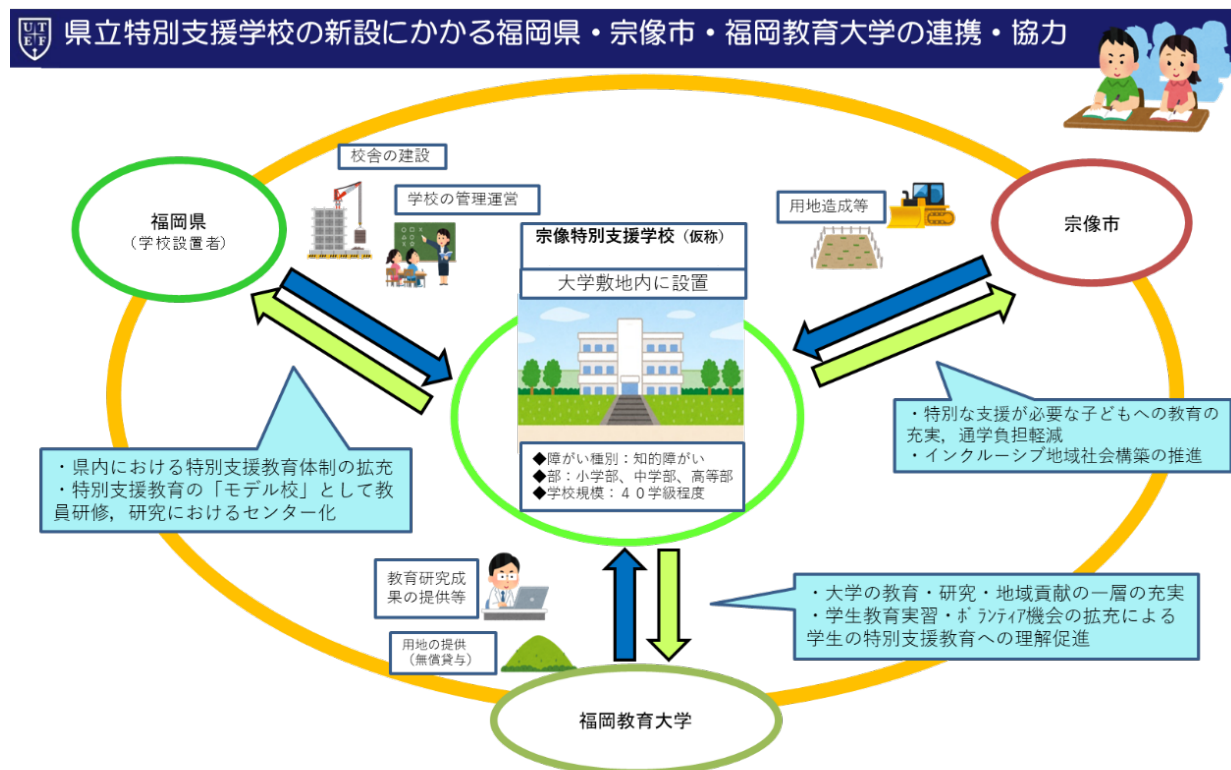 UTEF
県立特別支援学校の新設にかかる福岡県・宗像市・福岡教育大学の連携・協力
校舎の建設
学校の管理運営
福岡県
（学校設置者）
用地造成等
宗像市
宗像特別支援学校（仮称）
大学敷地内に設置
・県内における特別支援教育体制の拡充
・特別支援教育の「モデル校」として教
員研修，研究におけるセンター化
◆障がい種別：知的障がい
◆部：小学部、中学部、高等部
◆学校規模：４０学級程度
・特別な支援が必要な子どもへの教育の
充実，通学負担軽減
・インクルーシブ地域社会構築の推進
教育研究成
果の提供等
用地の提供
（無償貸与）
・大学の教育・研究・地域貢献の一層の充実
・学生教育実習・ﾎﾞﾗﾝﾃｨｱ機会の拡充による
学生の特別支援教育への理解促進
福岡教育大学